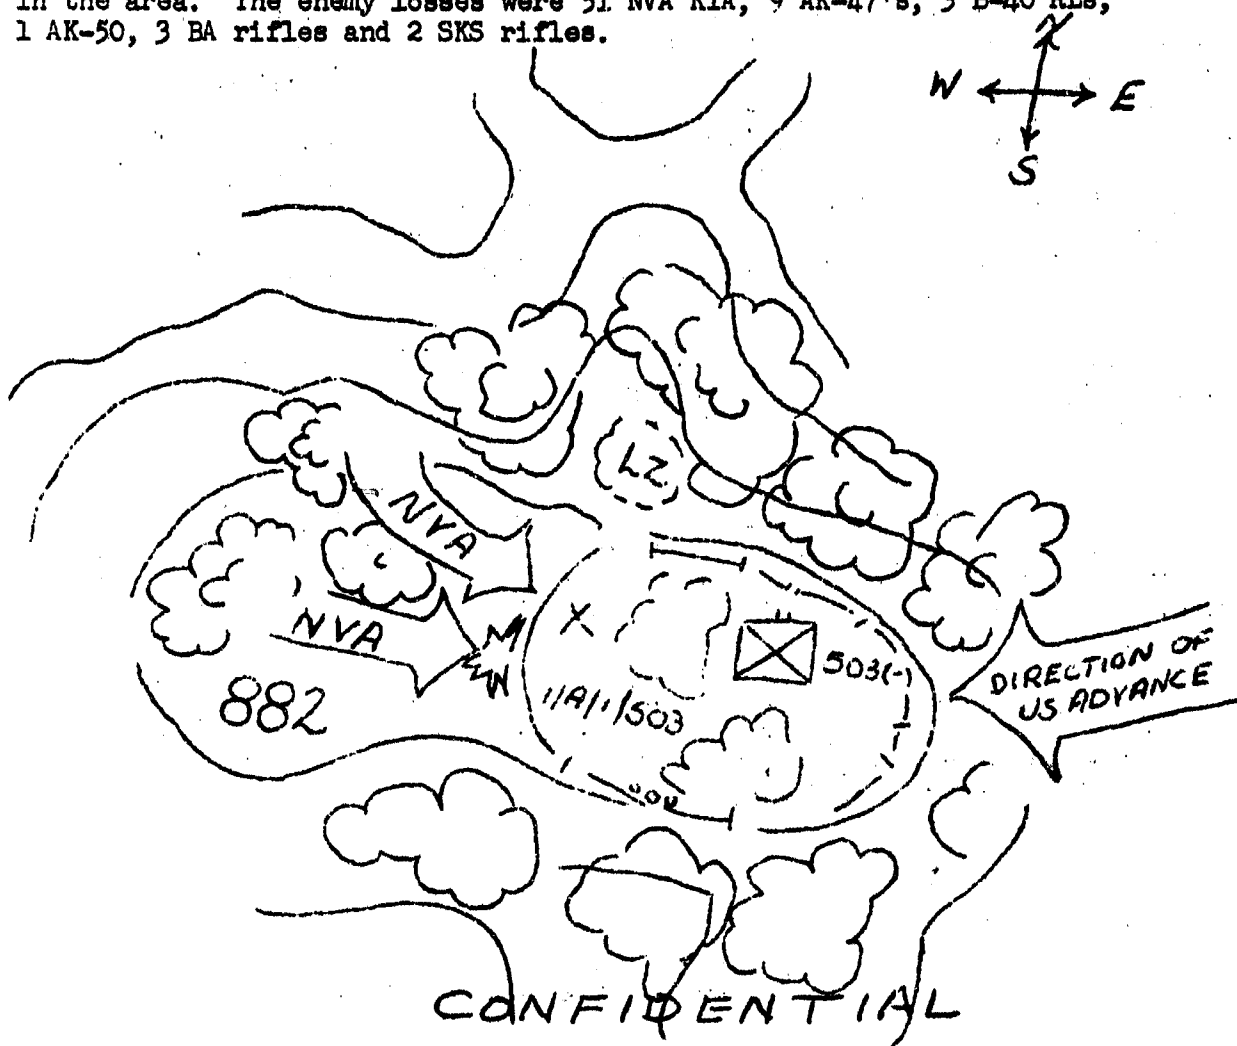 in the area. The enemy losses were 51 NVA KIA, 9 AK-47's, 3 B-40 RLs,
1 AK-50, 3 BA rifles and 2 SKS rifles.
N
W E
S
LZ
NVA
NVA
X
503(-)
DIRECTION OF
US ADVANCE
1/A/1/503
882
CONFIDENTIAL